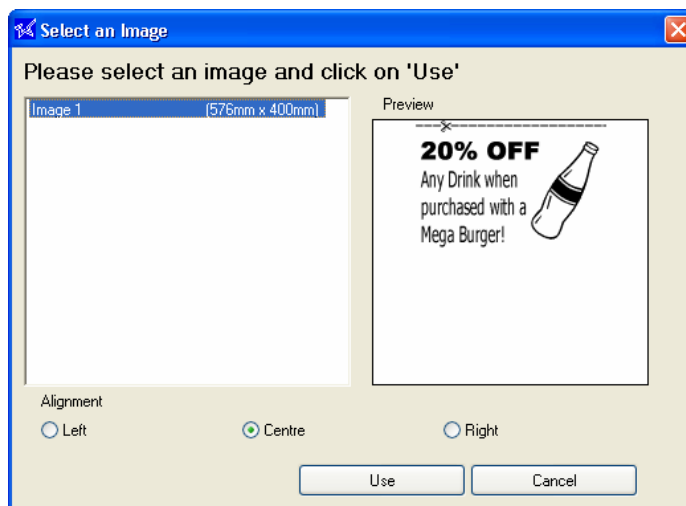 Select an Image
Please select an image and click on 'Use'
Image 1 (576mm x 400mm)
Preview
20% OFF
Any Drink when
purchased with a
Mega Burger!
Alignment
Left Centre Right
Use Cancel